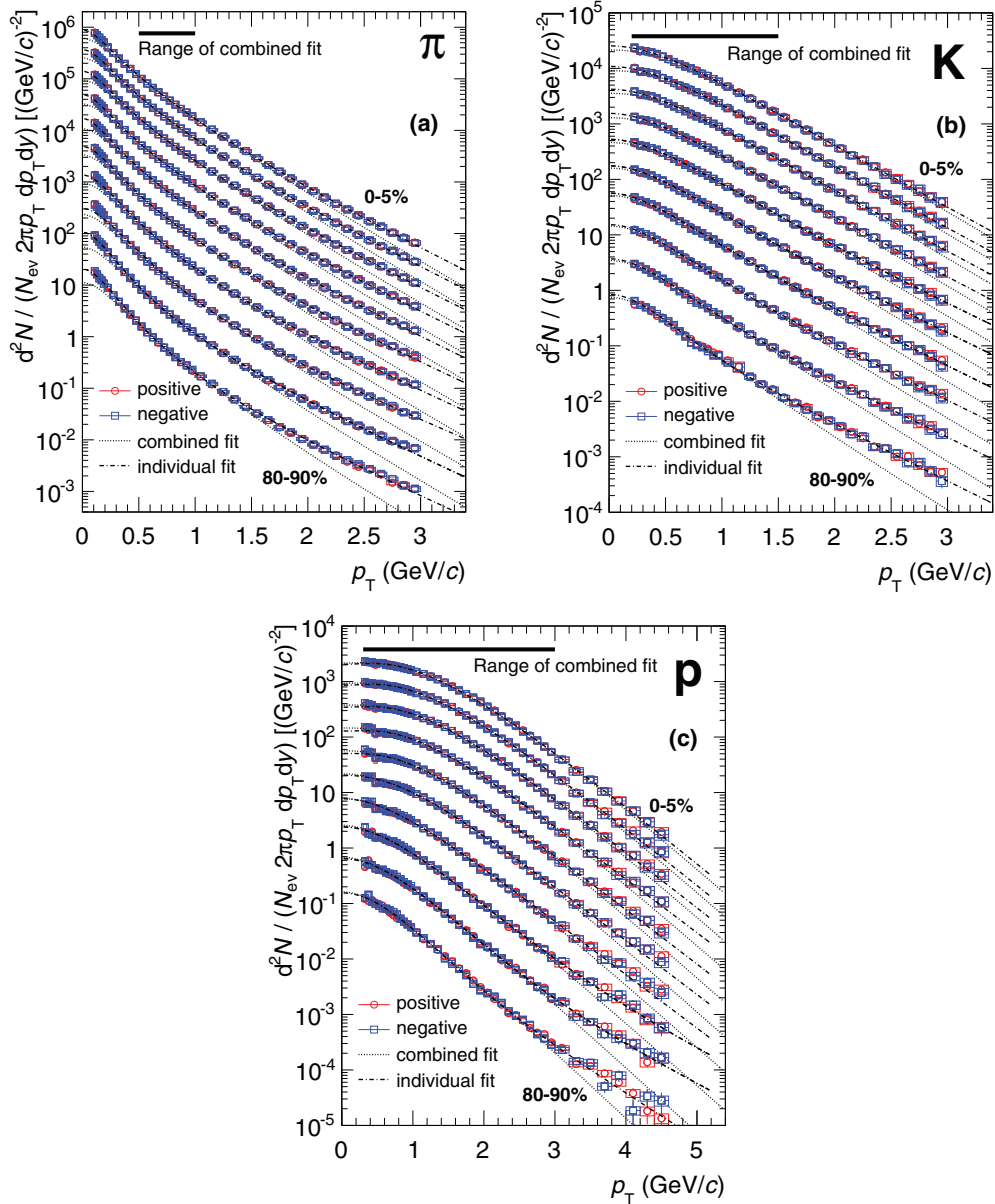 d²N / (N_ev 2πp_T dp_T dy) [(GeV/c)⁻²]
10⁶
10⁵
10⁴
10³
10²
10
1
10⁻¹
10⁻²
10⁻³
Range of combined fit
π
(a)
0-5%
positive
negative
combined fit
individual fit
80-90%
0 0.5 1 1.5 2 2.5 3
p_T (GeV/c)
d²N / (N_ev 2πp_T dp_T dy) [(GeV/c)⁻²]
10⁵
10⁴
10³
10²
10
1
10⁻¹
10⁻²
10⁻³
10⁻⁴
Range of combined fit
K
(b)
0-5%
positive
negative
combined fit
individual fit
80-90%
0 0.5 1 1.5 2 2.5 3
p_T (GeV/c)
d²N / (N_ev 2πp_T dp_T dy) [(GeV/c)⁻²]
10⁴
10³
10²
10
1
10⁻¹
10⁻²
10⁻³
10⁻⁴
10⁻⁵
Range of combined fit
p
(c)
0-5%
positive
negative
combined fit
individual fit
80-90%
0 1 2 3 4 5
p_T (GeV/c)